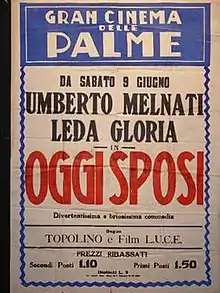 GRAN CINEMA
DELLE
PALME
DA SABATO 9 GIUGNO
UMBERTO MELNATI
LEDA GLORIA
IN
OGGI SPOSI
Divertentissima e briosissima commedia
Segue
TOPOLINO e Film L.U.C.E.
PREZZI RIBASSATI
Secondi Posti 1.10 Primi Posti 1.50